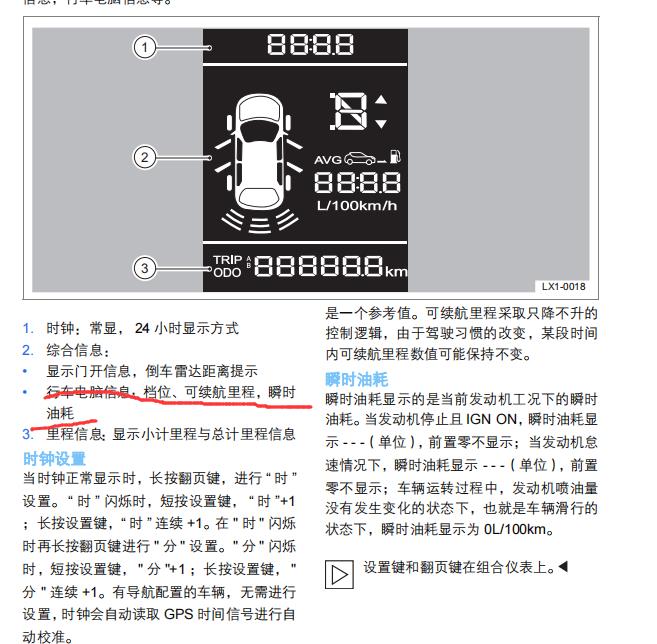 1
88:8.8
2
AVG
88:8.8
L/100km/h
3
TRIP A
ODO B
888888.8km
LX1-0018
1. 时钟：常显， 24 小时显示方式
2. 综合信息：
• 显示门开信息，倒车雷达距离提示
• 行车电脑信息：档位、可续航里程，瞬时
油耗
3. 里程信息：显示小计里程与总计里程信息
时钟设置
当时钟正常显示时，长按翻页键，进行“时”
设置。“时”闪烁时，短按设置键，“时”+1
；长按设置键，“时”连续 +1。在 "时" 闪烁
时再长按翻页键进行 "分" 设置。"分" 闪烁
时，短按设置键，"分"+1；长按设置键，"
分 "连续 +1。有导航配置的车辆，无需进行
设置，时钟会自动读取 GPS 时间信号进行自
动校准。
是一个参考值。可续航里程采取只降不升的
控制逻辑，由于驾驶习惯的改变，某段时间
内可续航里程数值可能保持不变。
瞬时油耗
瞬时油耗显示的是当前发动机工况下的瞬时
油耗。当发动机停止且 IGN ON，瞬时油耗显
示 - - - ( 单位 )，前置零不显示；当发动机怠
速情况下，瞬时油耗显示 - - - ( 单位 )，前置
零不显示；车辆运转过程中，发动机喷油量
没有发生变化的状态下，也就是车辆滑行的
状态下，瞬时油耗显示为 0L/100km。
设置键和翻页键在组合仪表上。◀